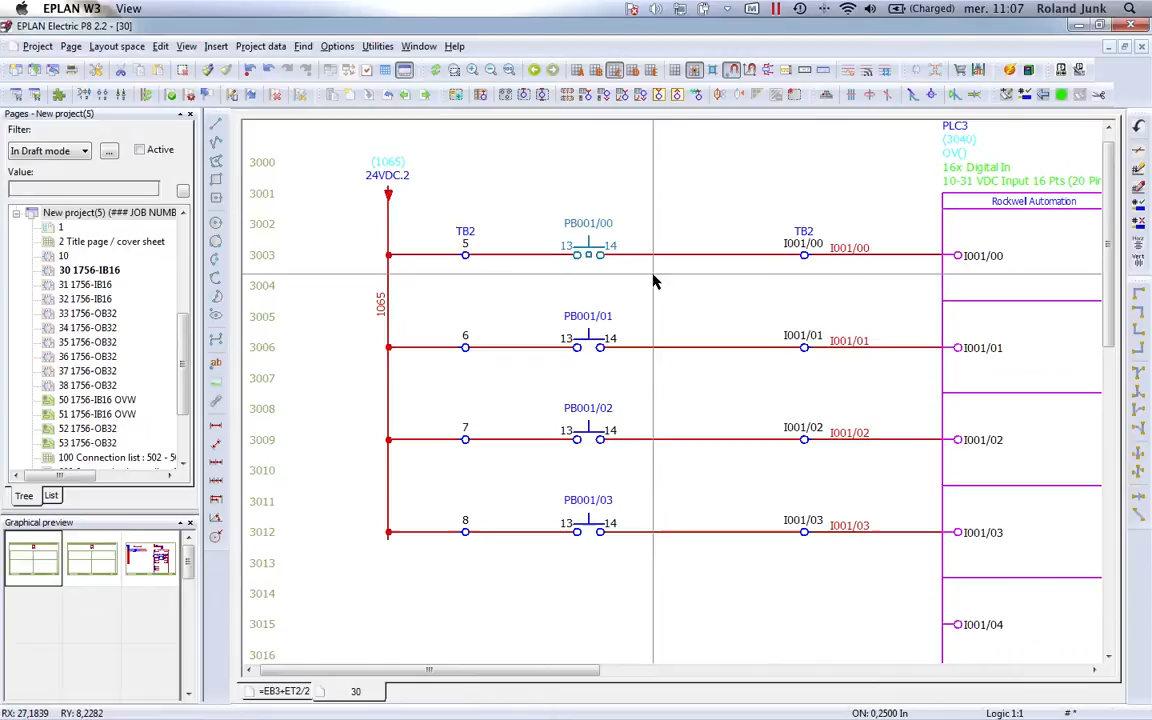 EPLAN W3 View (Charged) mer. 11:07 Roland Junk
EPLAN Electric P8 2.2 - [30]
Project Page Layout space Edit View Insert Project data Find Options Utilities Window Help
Pages - New project(5)
Filter:
In Draft mode ... Active
Value:
New project(5) (### JOB NUMB
1
2 Title page / cover sheet
10
30 1756-IB16
31 1756-IB16
32 1756-IB16
33 1756-OB32
34 1756-OB32
35 1756-OB32
36 1756-OB32
37 1756-OB32
38 1756-OB32
50 1756-IB16 OVW
51 1756-IB16 OVW
52 1756-OB32
53 1756-OB32
100 Connection list : 502 - 50
Tree List
Graphical preview
3000
3001
3002
3003
3004
3005
3006
3007
3008
3009
3010
3011
3012
3013
3014
3015
3016
(1065)
24VDC.2
1065
TB2
5
PB001/00
13 14
TB2
I001/00
I001/00
6
PB001/01
13 14
I001/01
I001/01
7
PB001/02
13 14
I001/02
I001/02
8
PB001/03
13 14
I001/03
I001/03
PLC3
(3040)
OV()
16x Digital In
10-31 VDC Input 16 Pts (20 Pin
Rockwell Automation
I001/00
I001/01
I001/02
I001/03
I001/04
=EB3+ET2/2 30
RX: 27,1839 RY: 8,2282 ON: 0,2500 In Logic 1:1 # *